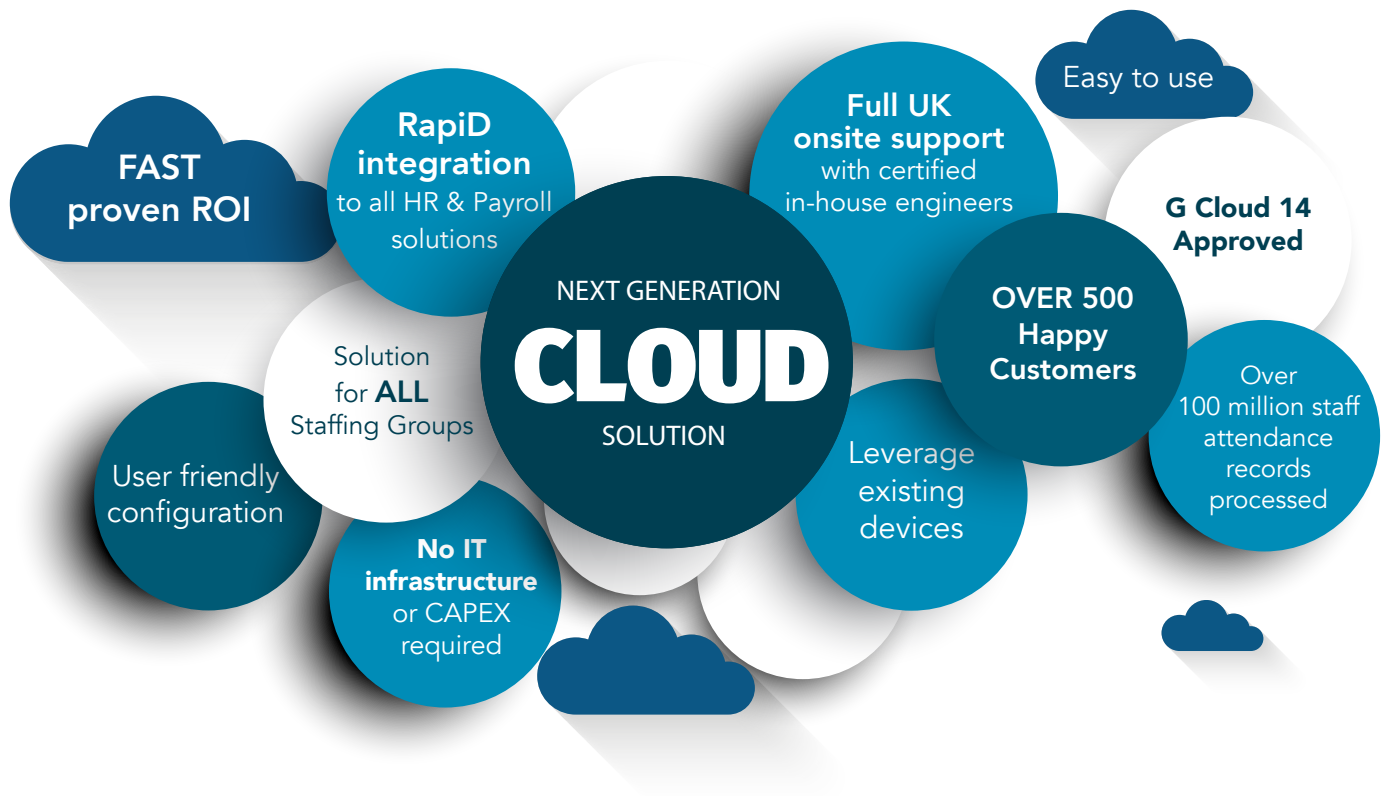 FAST
proven ROI
RapiD
integration
to all HR & Payroll
solutions
Full UK
onsite support
with certified
in-house engineers
Easy to use
G Cloud 14
Approved
NEXT GENERATION
CLOUD
SOLUTION
OVER 500
Happy
Customers
Solution
for ALL
Staffing Groups
Over
100 million staff
attendance
records
processed
User friendly
configuration
Leverage
existing
devices
No IT
infrastructure
or CAPEX
required